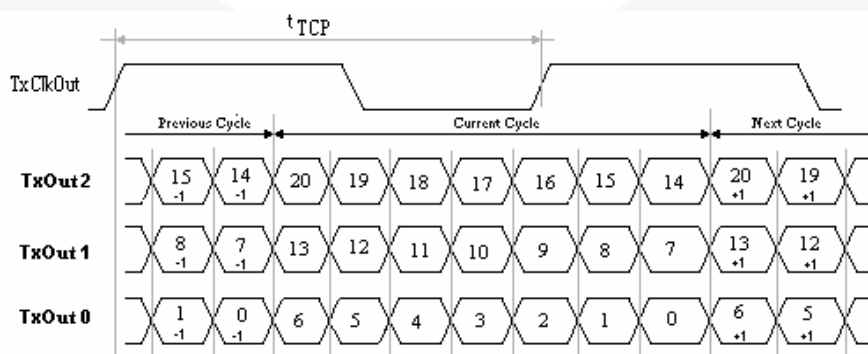 t TCP
TxClkOut
Previous Cycle Current Cycle Next Cycle
TxOut 2 15 -1 14 -1 20 19 18 17 16 15 14 20 +1 19 +1
TxOut 1 8 -1 7 -1 13 12 11 10 9 8 7 13 +1 12 +1
TxOut 0 1 -1 0 -1 6 5 4 3 2 1 0 6 +1 5 +1